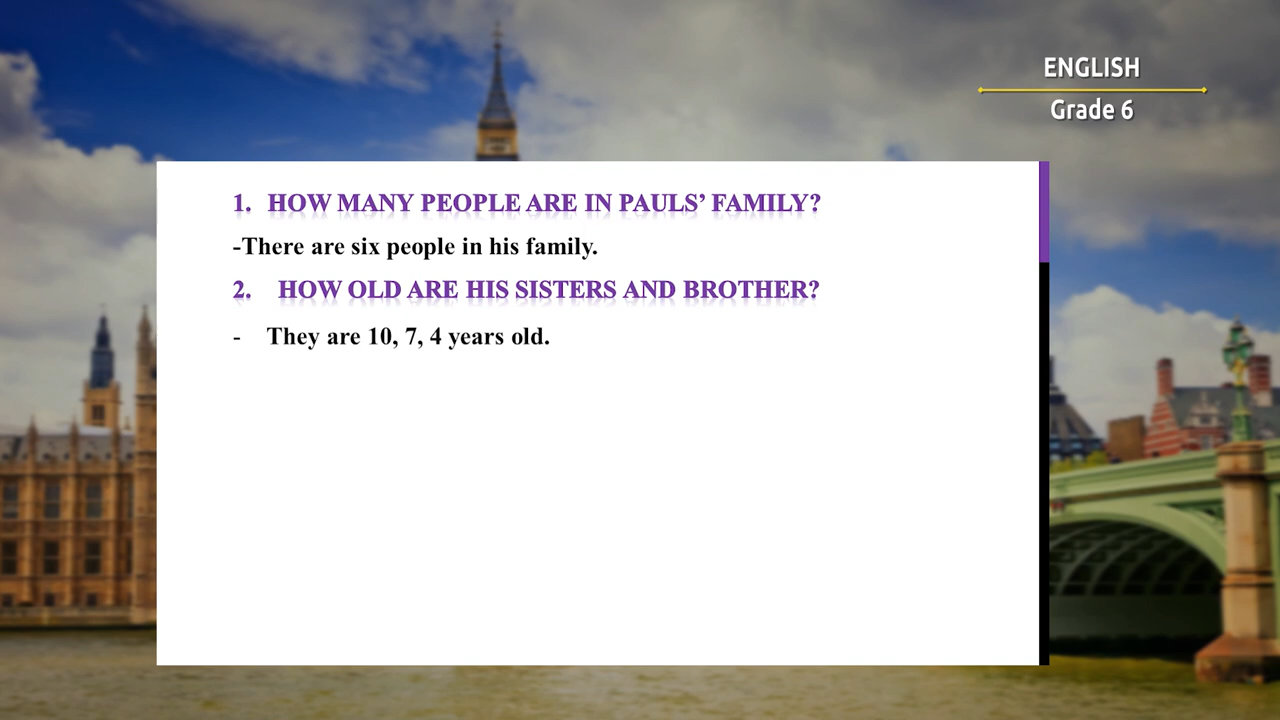 ENGLISH
Grade 6
1. HOW MANY PEOPLE ARE IN PAULS’ FAMILY?
-There are six people in his family.
2. HOW OLD ARE HIS SISTERS AND BROTHER?
- They are 10, 7, 4 years old.